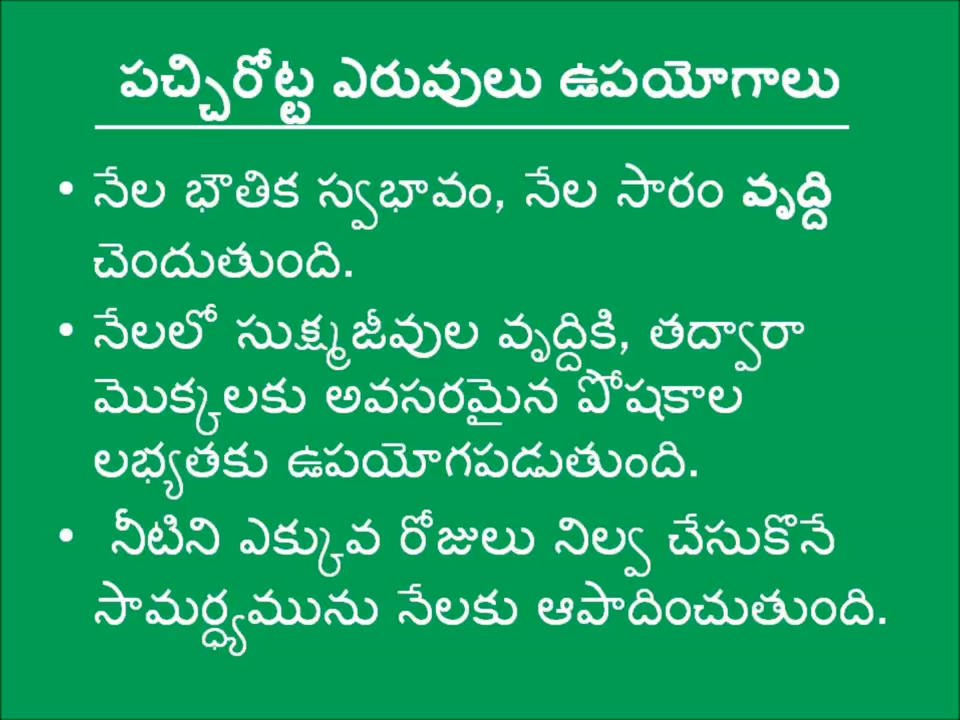 పచ్చిరోట్ట ఎరువులు ఉపయోగాలు
• నేల భౌతిక స్వభావం, నేల సారం వృద్ది
చెందుతుంది.
• నేలలో సుక్ష్మజీవుల వృద్దికి, తద్వారా
మొక్కలకు అవసరమైన పోషకాల
లభ్యతకు ఉపయోగపడుతుంది.
• నీటిని ఎక్కువ రోజులు నిల్వ చేసుకొనే
సామర్ధ్యమును నేలకు ఆపాదించుతుంది.